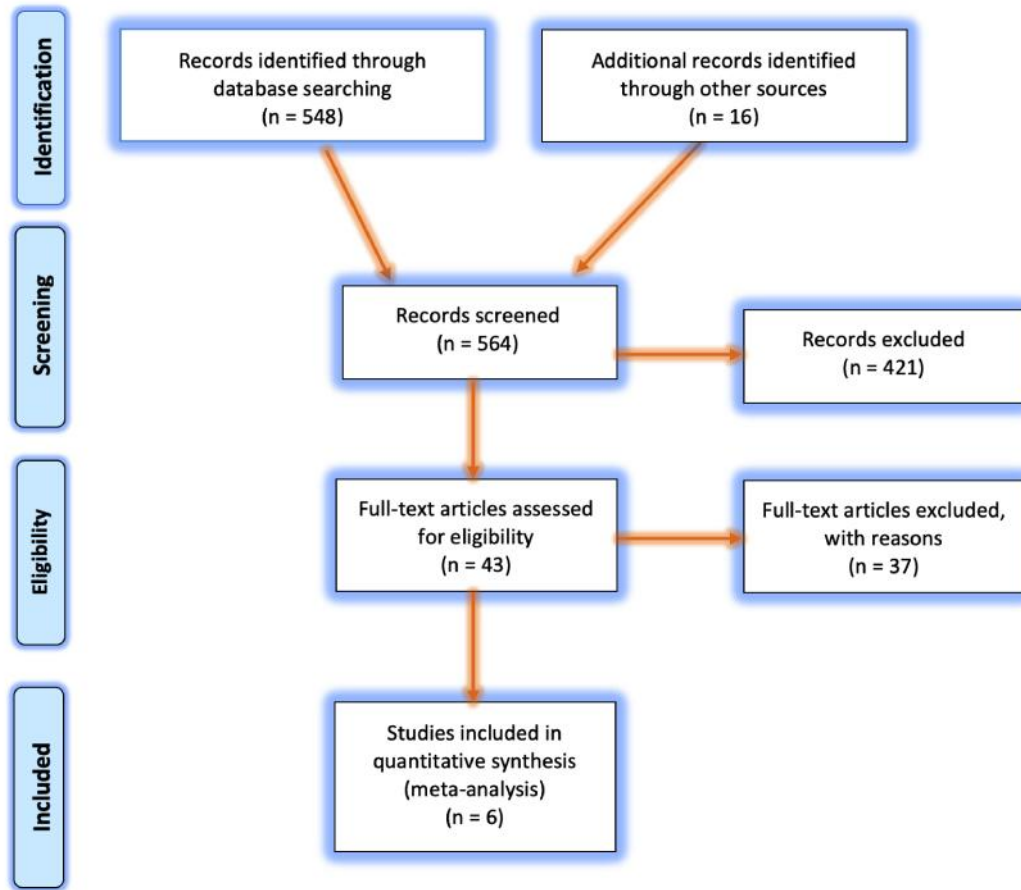 Identification
Records identified through
database searching
(n = 548)
Additional records identified
through other sources
(n = 16)
Screening
Records screened
(n = 564)
Records excluded
(n = 421)
Eligibility
Full-text articles assessed
for eligibility
(n = 43)
Full-text articles excluded,
with reasons
(n = 37)
Included
Studies included in
quantitative synthesis
(meta-analysis)
(n = 6)